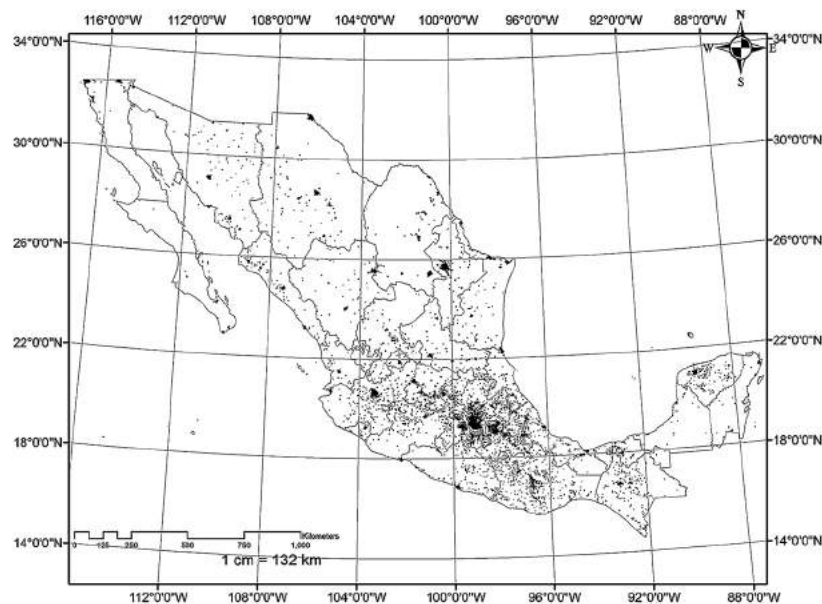 116°0'0"W 112°0'0"W 108°0'0"W 104°0'0"W 100°0'0"W 96°0'0"W 92°0'0"W 88°0'0"W
N
W E
S
34°0'0"N 34°0'0"N
30°0'0"N 30°0'0"N
26°0'0"N 26°0'0"N
22°0'0"N 22°0'0"N
18°0'0"N 18°0'0"N
14°0'0"N 14°0'0"N
Kilometers
0 125 250 500 750 1,000
1 cm = 132 km
112°0'0"W 108°0'0"W 104°0'0"W 100°0'0"W 96°0'0"W 92°0'0"W 88°0'0"W